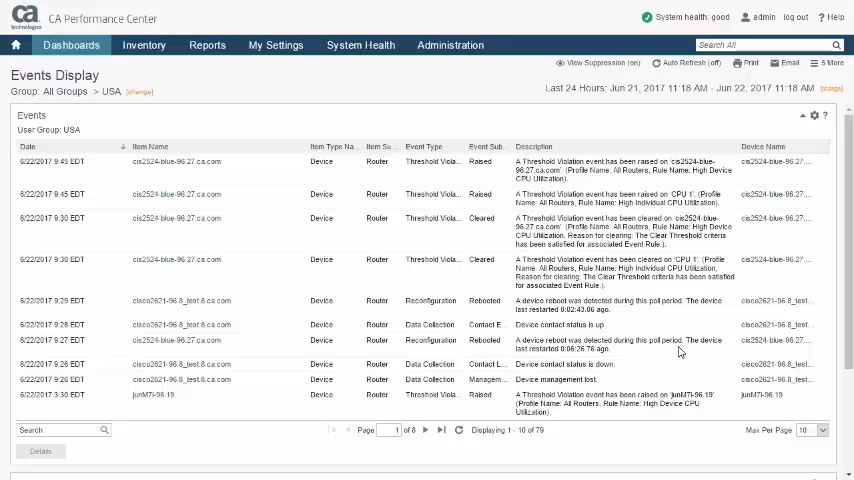 ca
technologies
CA Performance Center
System health: good
admin
log out
? Help
Dashboards
Inventory
Reports
My Settings
System Health
Administration
Search All
View Suppression (on)
Auto Refresh (off)
Print
Email
5 More
Events Display
Group: All Groups > USA [change]
Last 24 Hours: Jun 21, 2017 11:18 AM - Jun 22, 2017 11:18 AM [change]
Events
?
User Group: USA
Date Item Name Item Type Na... Item Su... Event Type Event Sub... Description Device Name
6/22/2017 9:45 EDT cis2524-blue-96.27.ca.com Device Router Threshold Viola... Raised A Threshold Violation event has been raised on 'cis2524-blue- cis2524-blue-96.27....
96.27.ca.com'. (Profile Name: All Routers, Rule Name: High Device
CPU Utilization).
6/22/2017 9:45 EDT cis2524-blue-96.27.ca.com Device Router Threshold Viola... Raised A Threshold Violation event has been raised on 'CPU 1'. (Profile cis2524-blue-96.27....
Name: All Routers, Rule Name: High Individual CPU Utilization).
6/22/2017 9:30 EDT cis2524-blue-96.27.ca.com Device Router Threshold Viola... Cleared A Threshold Violation event has been cleared on 'cis2524-blue- cis2524-blue-96.27....
96.27.ca.com'. (Profile Name: All Routers, Rule Name: High Device
CPU Utilization, Reason for clearing: The Clear Threshold criteria
has been satisfied for associated Event Rule.).
6/22/2017 9:30 EDT cis2524-blue-96.27.ca.com Device Router Threshold Viola... Cleared A Threshold Violation event has been cleared on 'CPU 1'. (Profile cis2524-blue-96.27....
Name: All Routers, Rule Name: High Individual CPU Utilization,
Reason for clearing: The Clear Threshold criteria has been satisfied
for associated Event Rule.).
6/22/2017 9:29 EDT cisco2621-96.8_test.8.ca.com Device Router Reconfiguration Rebooted A device reboot was detected during this poll period. The device cisco2621-96.8_test...
last restarted 0:02:43.06 ago.
6/22/2017 9:28 EDT cisco2621-96.8_test.8.ca.com Device Router Data Collection Contact E... Device contact status is up. cisco2621-96.8_test...
6/22/2017 9:27 EDT cis2524-blue-96.27.ca.com Device Router Reconfiguration Rebooted A device reboot was detected during this poll period. The device cis2524-blue-96.27....
last restarted 0:06:26.76 ago.
6/22/2017 9:26 EDT cisco2621-96.8_test.8.ca.com Device Router Data Collection Contact L... Device contact status is down. cisco2621-96.8_test...
6/22/2017 9:26 EDT cisco2621-96.8_test.8.ca.com Device Router Data Collection Managem... Device management lost. cisco2621-96.8_test...
6/22/2017 3:30 EDT junM7i-96.19 Device Router Threshold Viola... Raised A Threshold Violation event has been raised on 'junM7i-96.19' junM7i-96.19
(Profile Name: All Routers, Rule Name: High Device CPU
Utilization).
Search
Page 1 of 8
Displaying 1 - 10 of 79
Max Per Page 10
Details